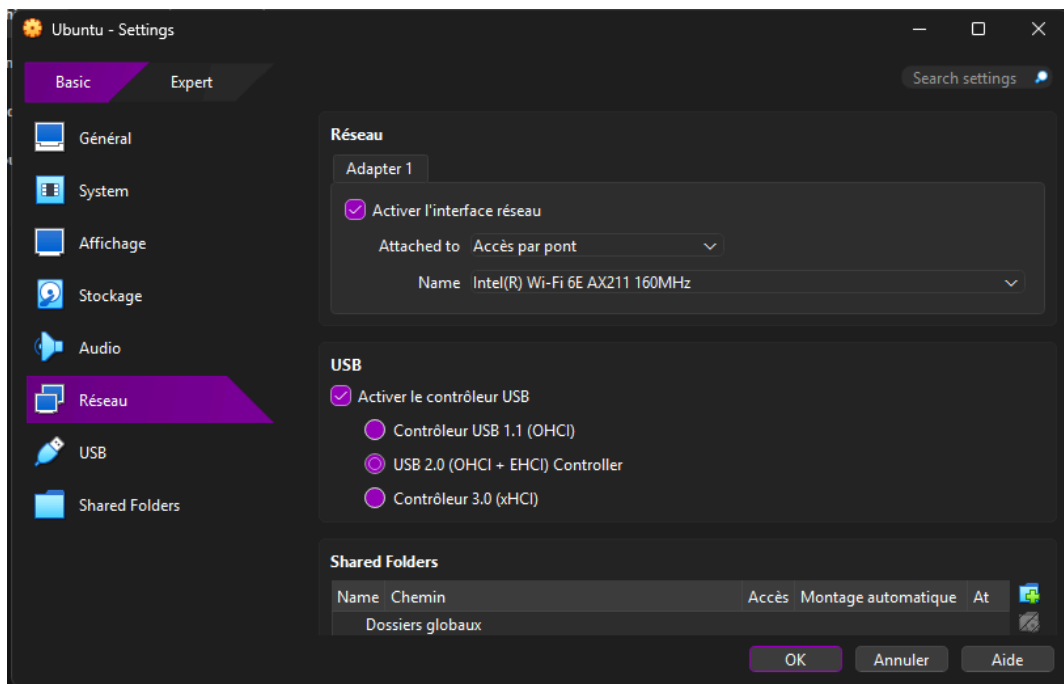 Ubuntu - Settings
Basic Expert Search settings
Général
System
Affichage
Stockage
Audio
Réseau
USB
Shared Folders
Réseau
Adapter 1
Activer l'interface réseau
Attached to Accès par pont
Name Intel(R) Wi-Fi 6E AX211 160MHz
USB
Activer le contrôleur USB
Contrôleur USB 1.1 (OHCI)
USB 2.0 (OHCI + EHCI) Controller
Contrôleur 3.0 (xHCI)
Shared Folders
Name Chemin Accès Montage automatique At
Dossiers globaux
OK Annuler Aide